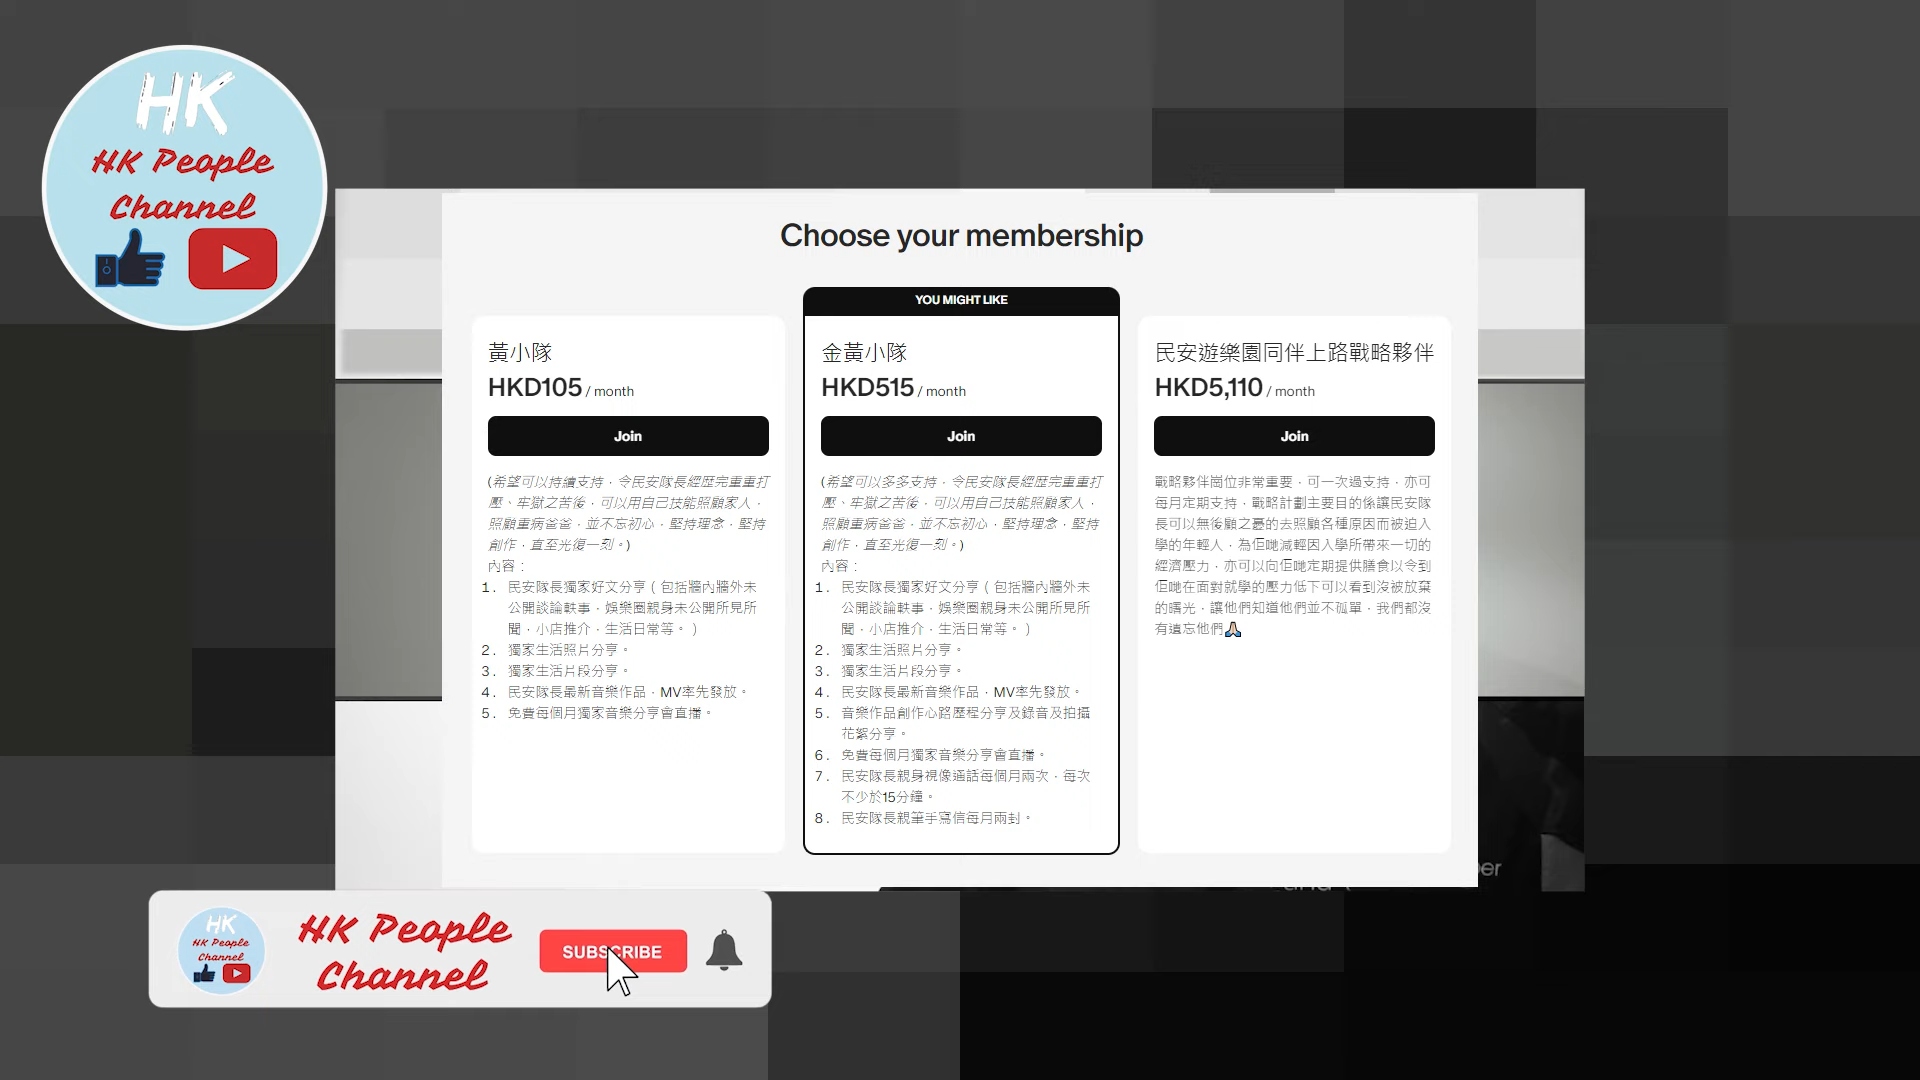 HK
HK People
Channel
Choose your membership
YOU MIGHT LIKE
黃小隊
HKD105 / month
Join
(希望可以持續支持，令民安隊長經歷完重重打
壓、牢獄之苦後，可以用自己技能照顧家人，
照顧重病爸爸，並不忘初心，堅持理念，堅持
創作，直至光復一刻。)
內容：
1. 民安隊長獨家好文分享（包括牆內牆外未
公開談論軼事，娛樂圈親身未公開所見所
聞，小店推介，生活日常等。）
2. 獨家生活照片分享。
3. 獨家生活片段分享。
4. 民安隊長最新音樂作品，MV率先發放。
5. 免費每個月獨家音樂分享會直播。
金黃小隊
HKD515 / month
Join
(希望可以多多支持，令民安隊長經歷完重重打
壓、牢獄之苦後，可以用自己技能照顧家人，
照顧重病爸爸，並不忘初心，堅持理念，堅持
創作，直至光復一刻。)
內容：
1. 民安隊長獨家好文分享（包括牆內牆外未
公開談論軼事，娛樂圈親身未公開所見所
聞，小店推介，生活日常等。）
2. 獨家生活照片分享。
3. 獨家生活片段分享。
4. 民安隊長最新音樂作品，MV率先發放。
5. 音樂作品創作心路歷程分享及錄音及拍攝
花絮分享。
6. 免費每個月獨家音樂分享會直播。
7. 民安隊長親身視像通話每個月兩次，每次
不少於15分鐘。
8. 民安隊長親筆手寫信每月兩封。
民安遊樂園同伴上路戰略夥伴
HKD5,110 / month
Join
戰略夥伴崗位非常重要，可一次過支持，亦可
每月定期支持，戰略計劃主要目的係讓民安隊
長可以無後顧之憂的去照顧各種原因而被迫入
學的年輕人，為佢哋減輕因入學所帶來一切的
經濟壓力，亦可以向佢哋定期提供膳食以令到
佢哋在面對就學的壓力低下可以看到沒被放棄
的曙光，讓他們知道他們並不孤單，我們都沒
有遺忘他們🙏
HK
HK People
Channel
HK People
Channel
SUBSCRIBE